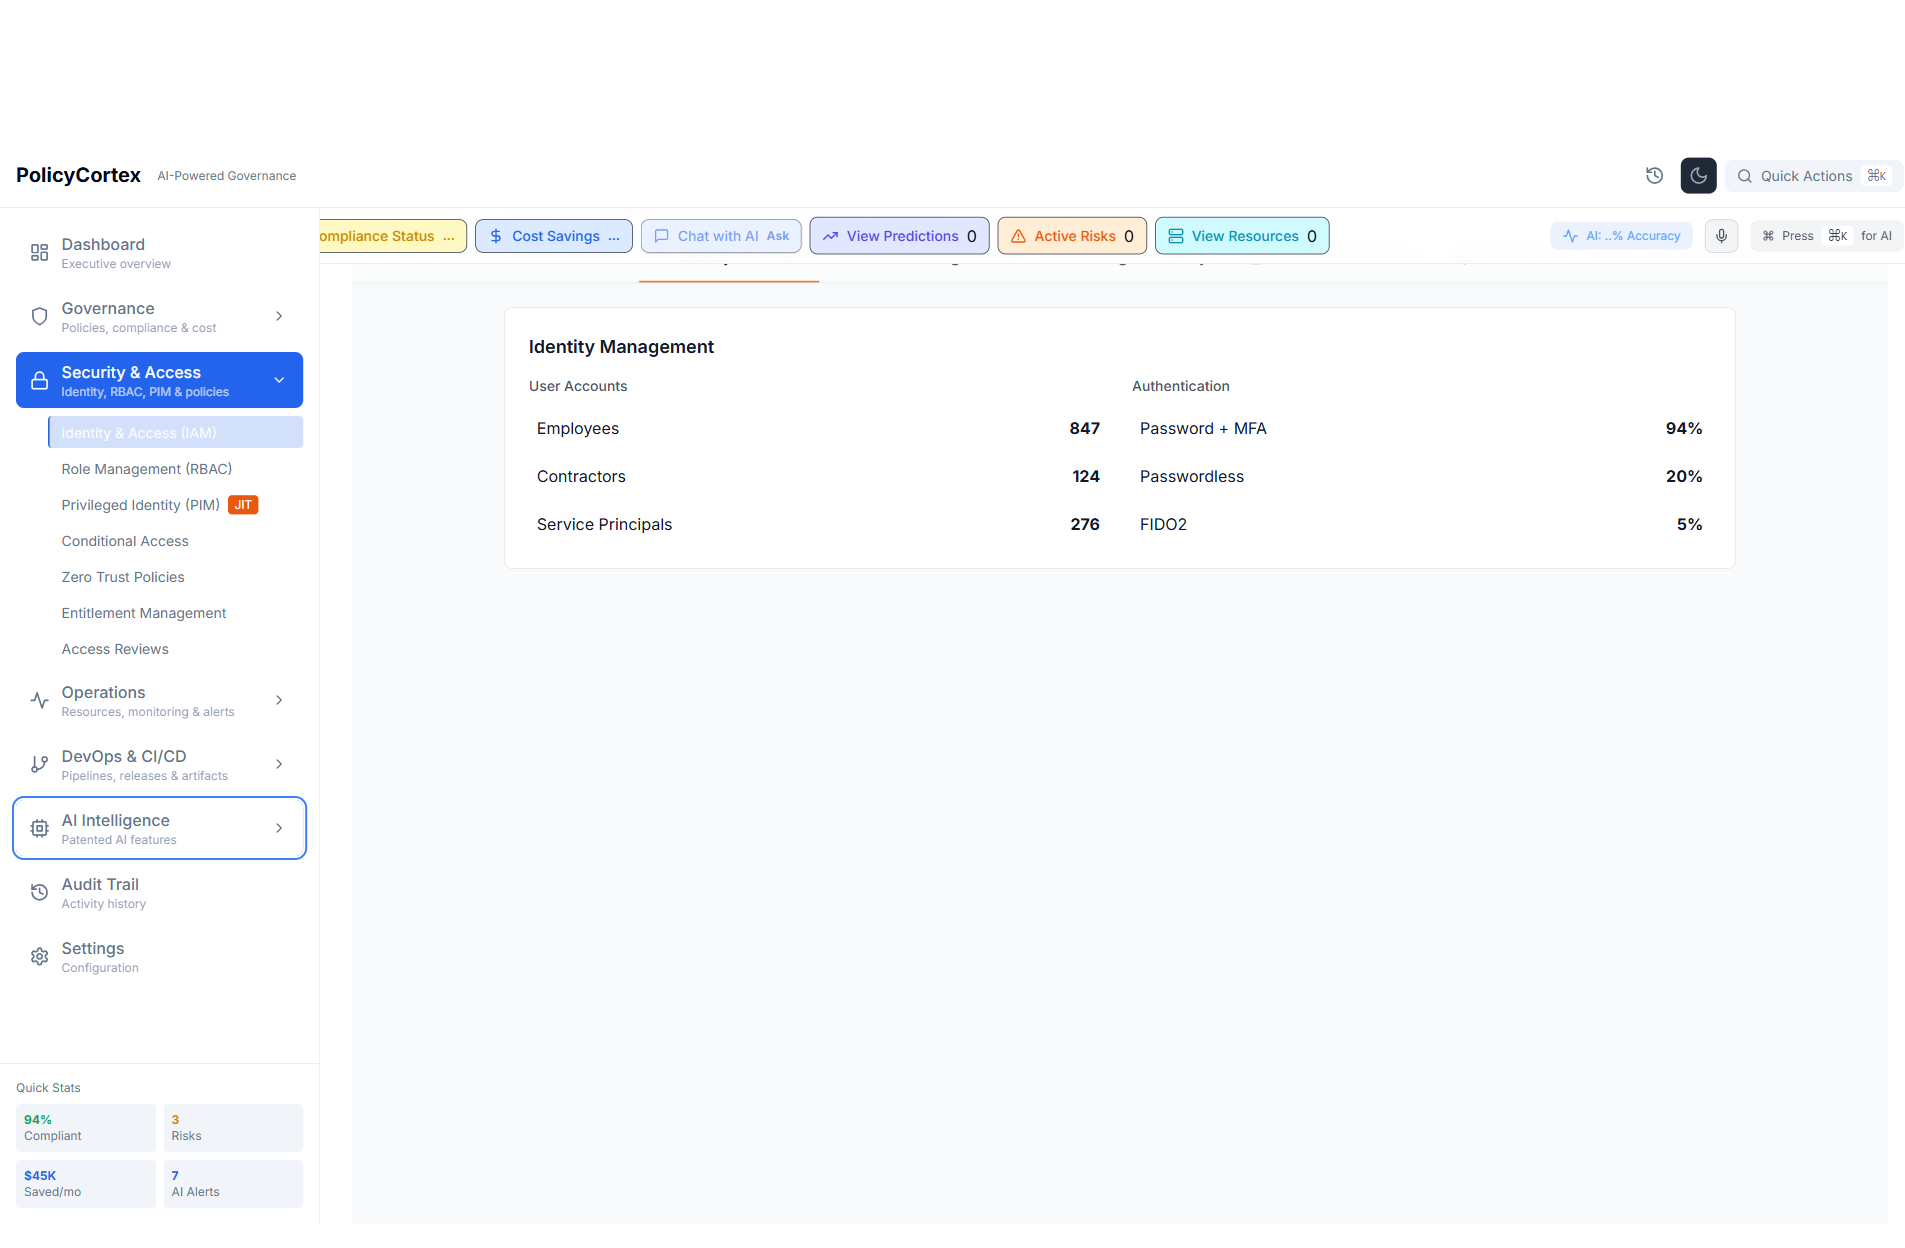 PolicyCortex AI-Powered Governance
Quick Actions ⌘K
Dashboard
Executive overview
Governance
Policies, compliance & cost
Security & Access
Identity, RBAC, PIM & policies
Identity & Access (IAM)
Role Management (RBAC)
Privileged Identity (PIM) JIT
Conditional Access
Zero Trust Policies
Entitlement Management
Access Reviews
Operations
Resources, monitoring & alerts
DevOps & CI/CD
Pipelines, releases & artifacts
AI Intelligence
Patented AI features
Audit Trail
Activity history
Settings
Configuration
Quick Stats
94%
Compliant
3
Risks
$45K
Saved/mo
7
AI Alerts
ompliance Status ...
Cost Savings ...
Chat with AI Ask
View Predictions 0
Active Risks 0
View Resources 0
AI: ..% Accuracy
⌘ Press ⌘K for AI
Identity Management
User Accounts
Employees 847
Contractors 124
Service Principals 276
Authentication
Password + MFA 94%
Passwordless 20%
FIDO2 5%